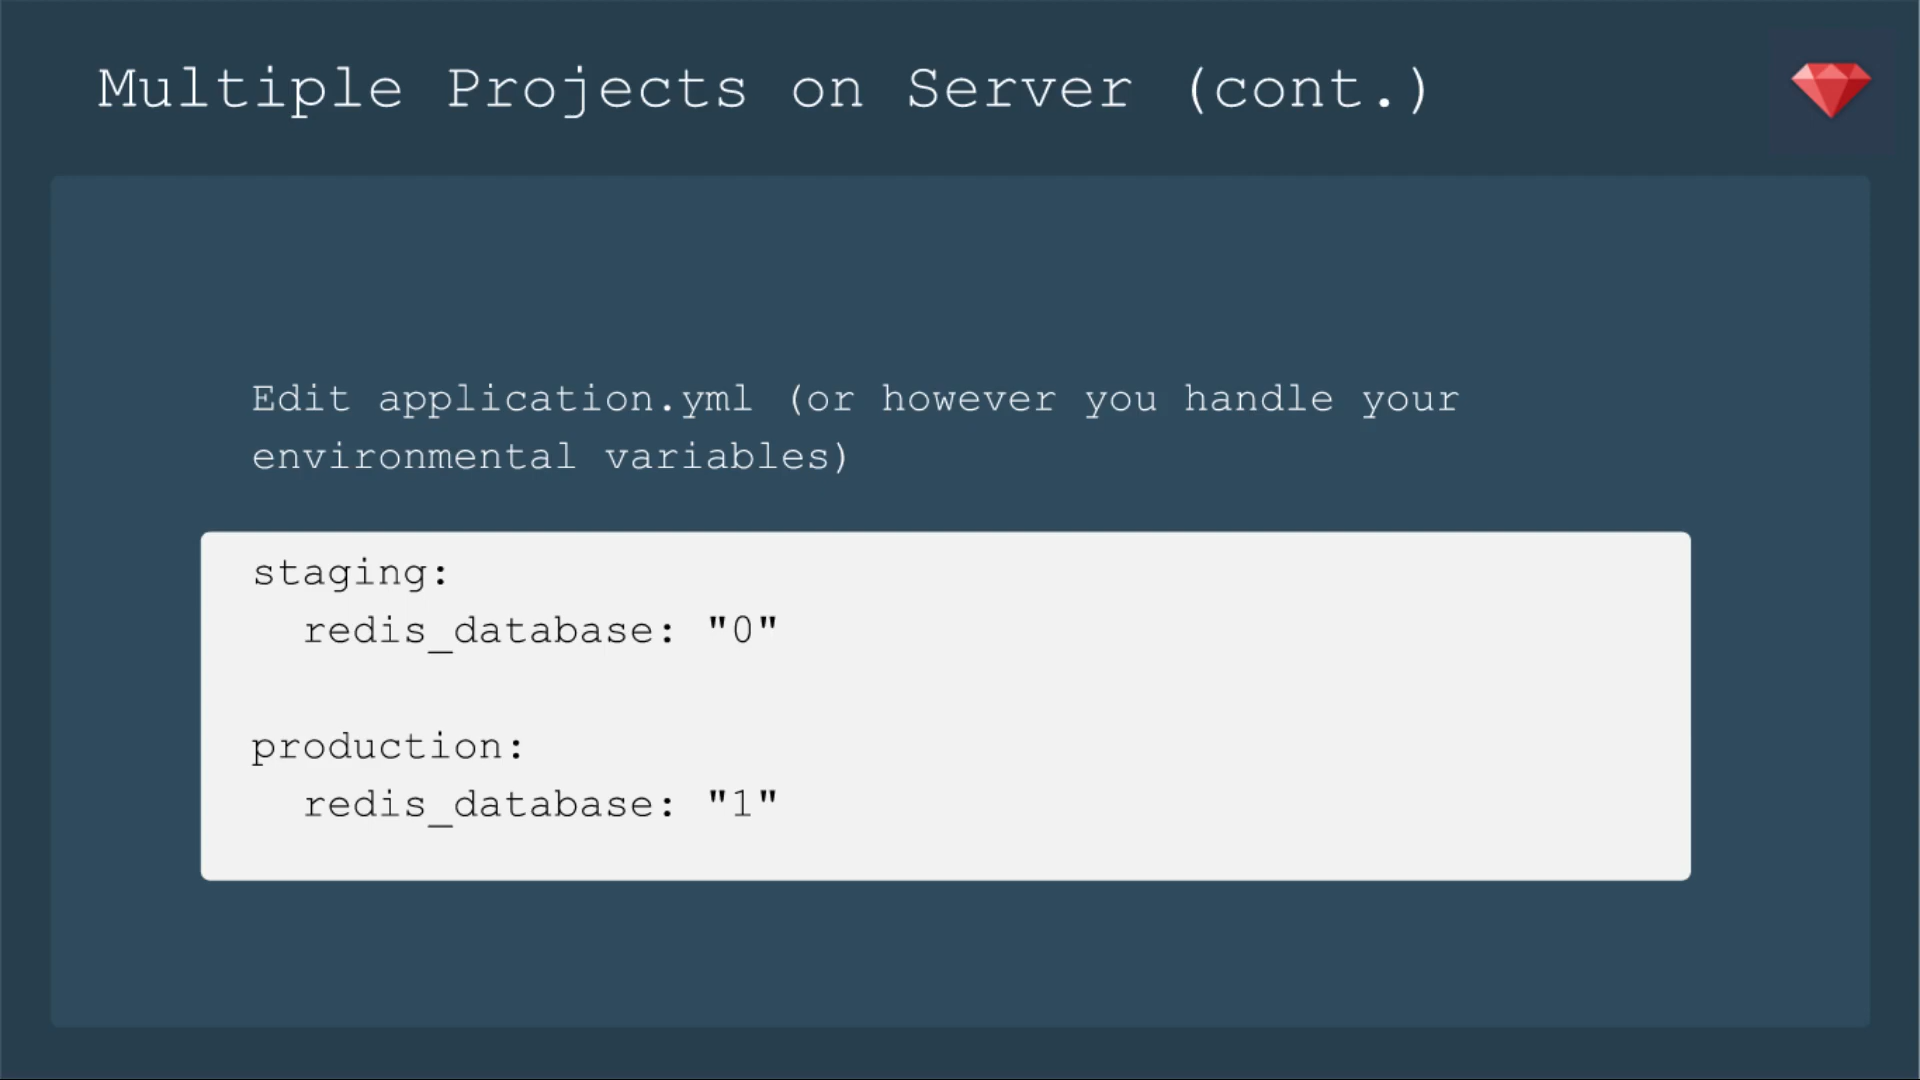 Multiple Projects on Server (cont.)
Edit application.yml (or however you handle your
environmental variables)
staging:
  redis_database: "0"

production:
  redis_database: "1"